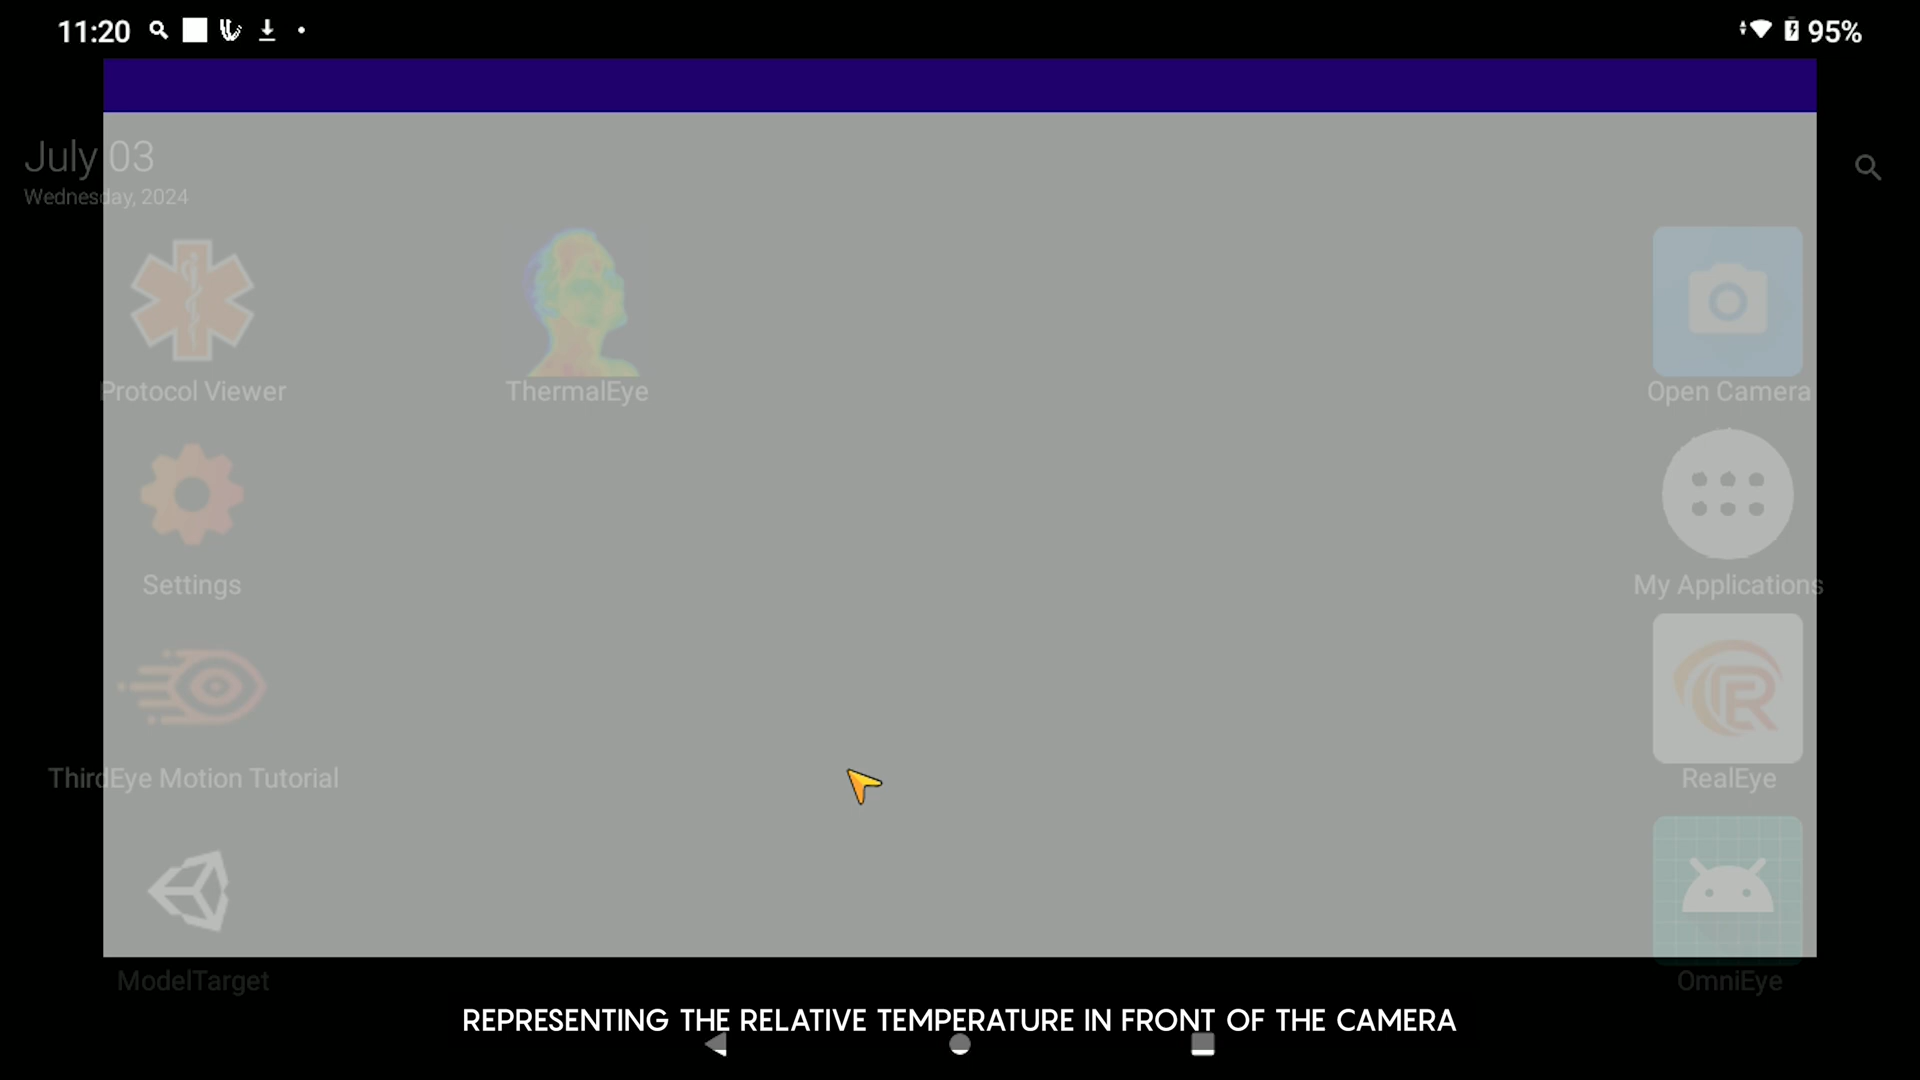 11:20
95%
July 03
Wednesday, 2024
Protocol Viewer
ThermalEye
Open Camera
Settings
My Applications
ThirdEye Motion Tutorial
RealEye
ModelTarget
OmniEye
REPRESENTING THE RELATIVE TEMPERATURE IN FRONT OF THE CAMERA